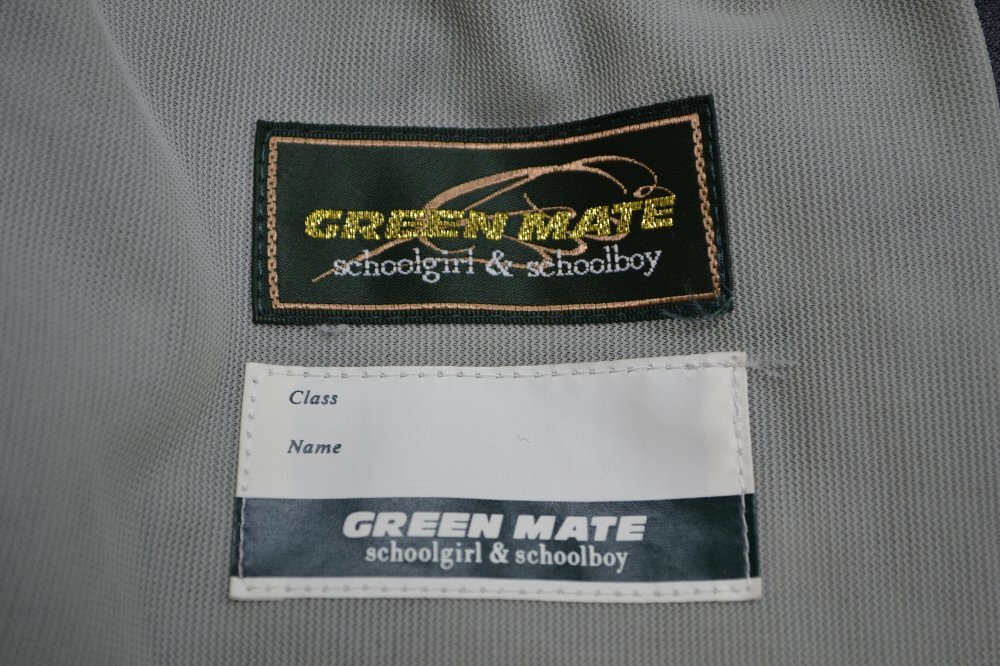 GREEN MATE
schoolgirl & schoolboy
Class
Name
GREEN MATE
schoolgirl & schoolboy